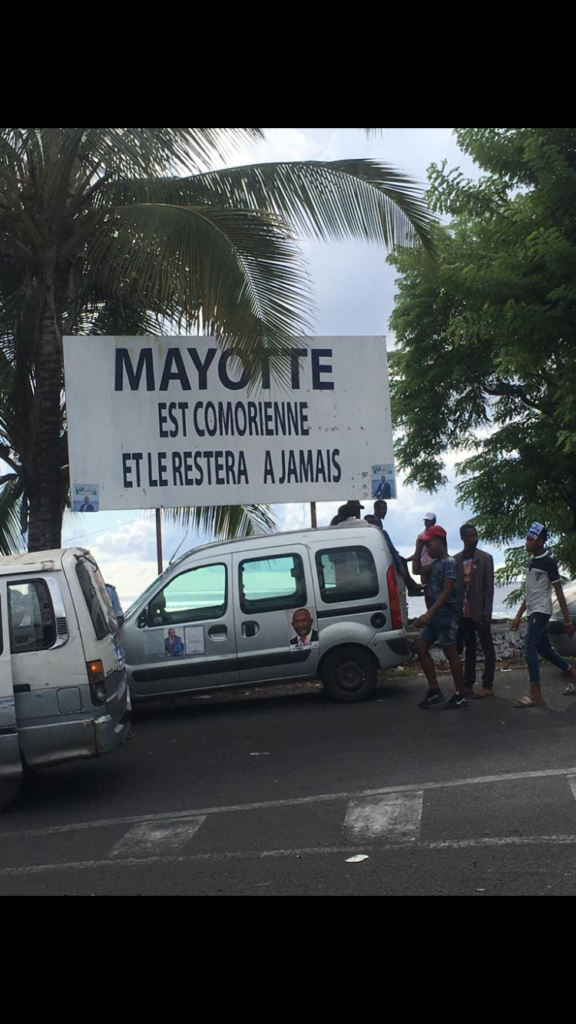 MAYOTTE
EST COMORIENNE
ET LE RESTERA A JAMAIS